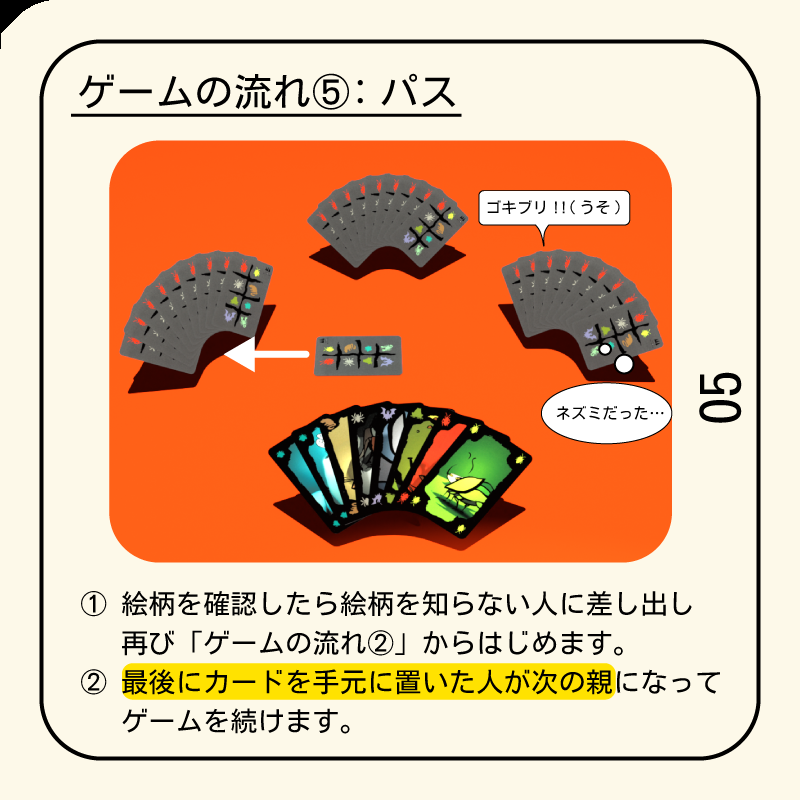 ゲームの流れ⑤: パス
ゴキブリ !!( うそ )
ネズミだった…
05
① 絵柄を確認したら絵柄を知らない人に差し出し
再び「ゲームの流れ②」からはじめます。
② 最後にカードを手元に置いた人が次の親になって
ゲームを続けます。